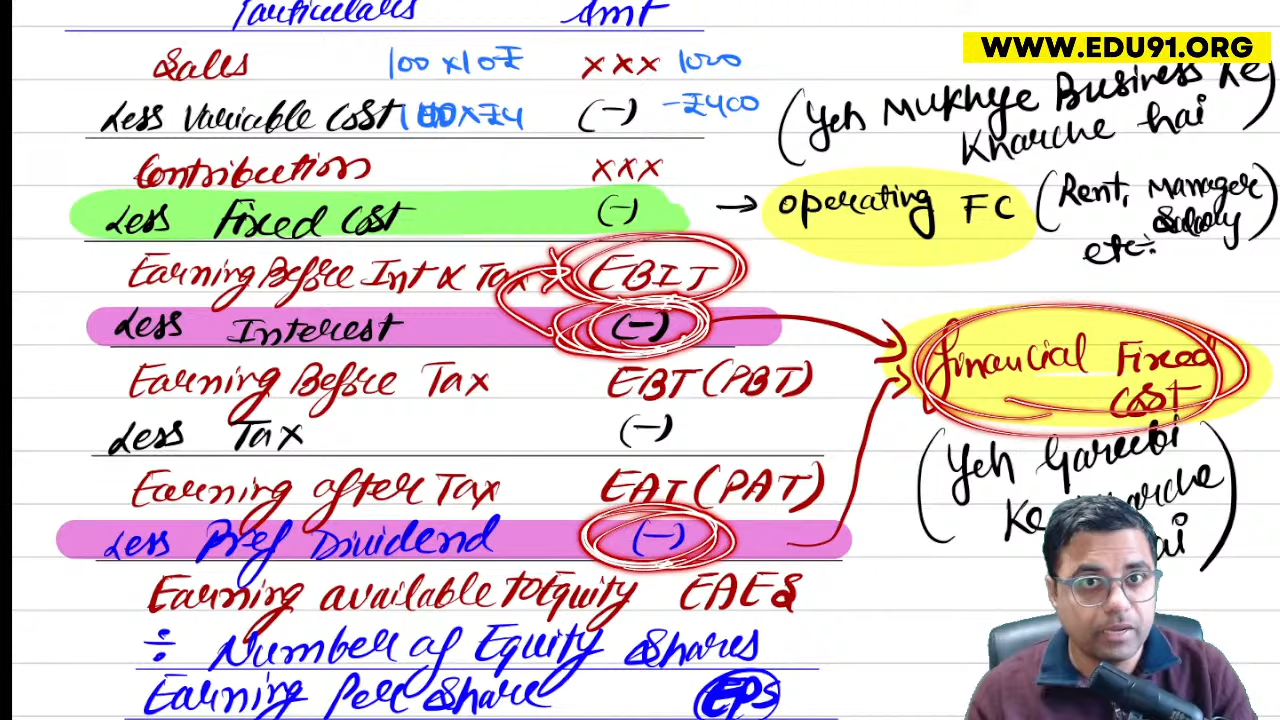 Particulars Amt
WWW.EDU91.ORG
Sales 100 x 10₹ xxx 1000
Less Variable Cost 100x₹4 (-) -₹400
(Yeh Mukhye Business Ke
Kharche hai)
Contribution xxx
Less Fixed Cost (-) → Operating FC (Rent, Manager
Salary
etc.)
Earning Before Int & Tax EBIT
Less Interest (-)
Financial Fixed
Cost
Earning Before Tax EBT (PBT)
Less Tax (-)
(Yeh Gareebi
Ke
Earning after Tax EAT (PAT)
Less Pref Dividend (-)
Earning available to Equity EAES
÷ Number of Equity Shares
Earning Per Share EPS